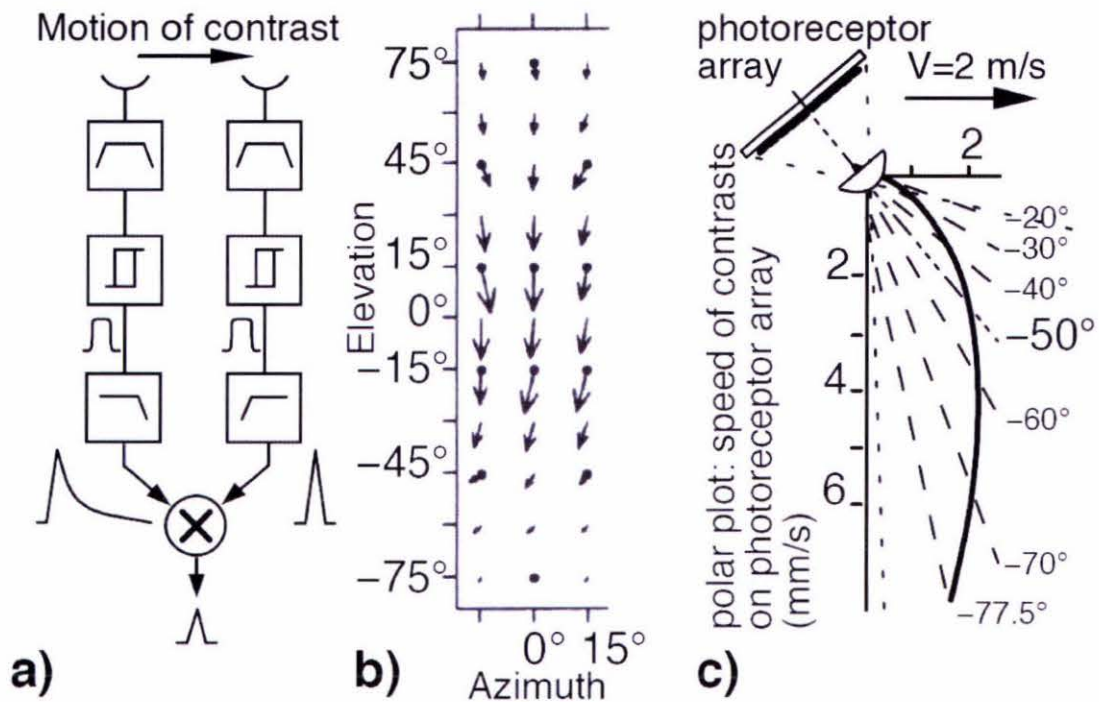 Motion of contrast
a)
75°
45°
15°
0°
-15°
-45°
-75°
Elevation
0° 15°
Azimuth
b)
photoreceptor
array
V=2 m/s
2
-20°
-30°
-40°
-50°
-60°
-70°
-77.5°
2
4
6
polar plot: speed of contrasts
on photoreceptor array
(mm/s)
c)